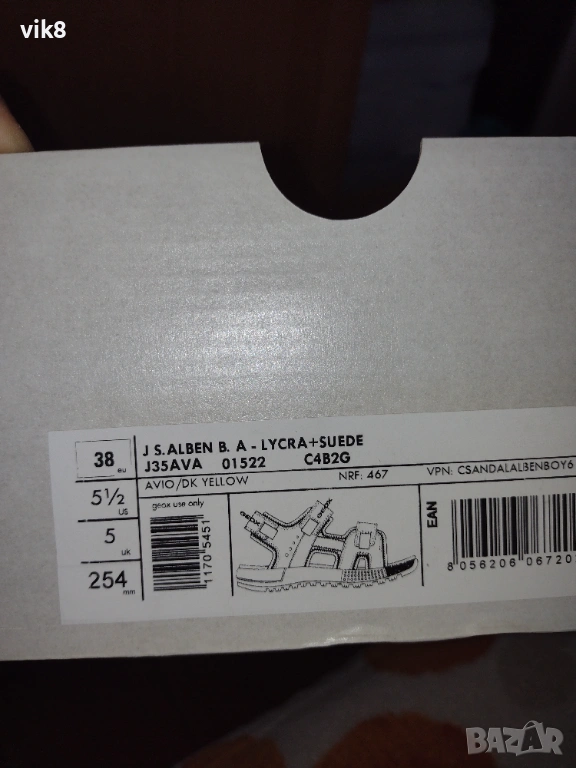 vik8
38 eu
5½ us
5 uk
254 mm
J S.ALBEN B. A - LYCRA+SUEDE
J35AVA 01522 C4B2G
AVIO/DK YELLOW NRF: 467 VPN: CSANDALALBENBOY6
geox use only
1170 5451
EAN
8 056206 06720
BAZAR